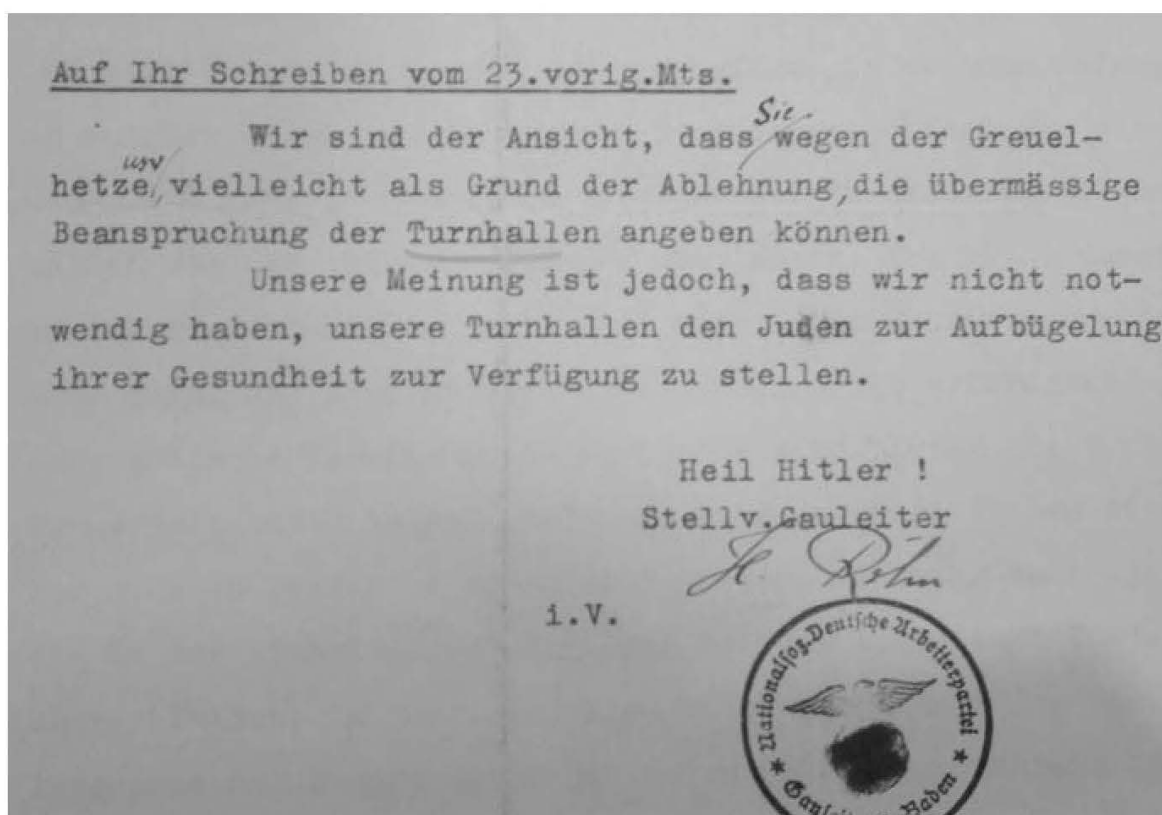 Auf Ihr Schreiben vom 23.vorig.Mts.
Sie
Wir sind der Ansicht, dass wegen der Greuel-
usw
hetze, vielleicht als Grund der Ablehnung, die übermässige
Beanspruchung der Turnhallen angeben können.
Unsere Meinung ist jedoch, dass wir nicht not-
wendig haben, unsere Turnhallen den Juden zur Aufbügelung
ihrer Gesundheit zur Verfügung zu stellen.
Heil Hitler !
Stellv.Gauleiter
i.V.
Nationalsoz. Deutsche Arbeiterpartei
Baden